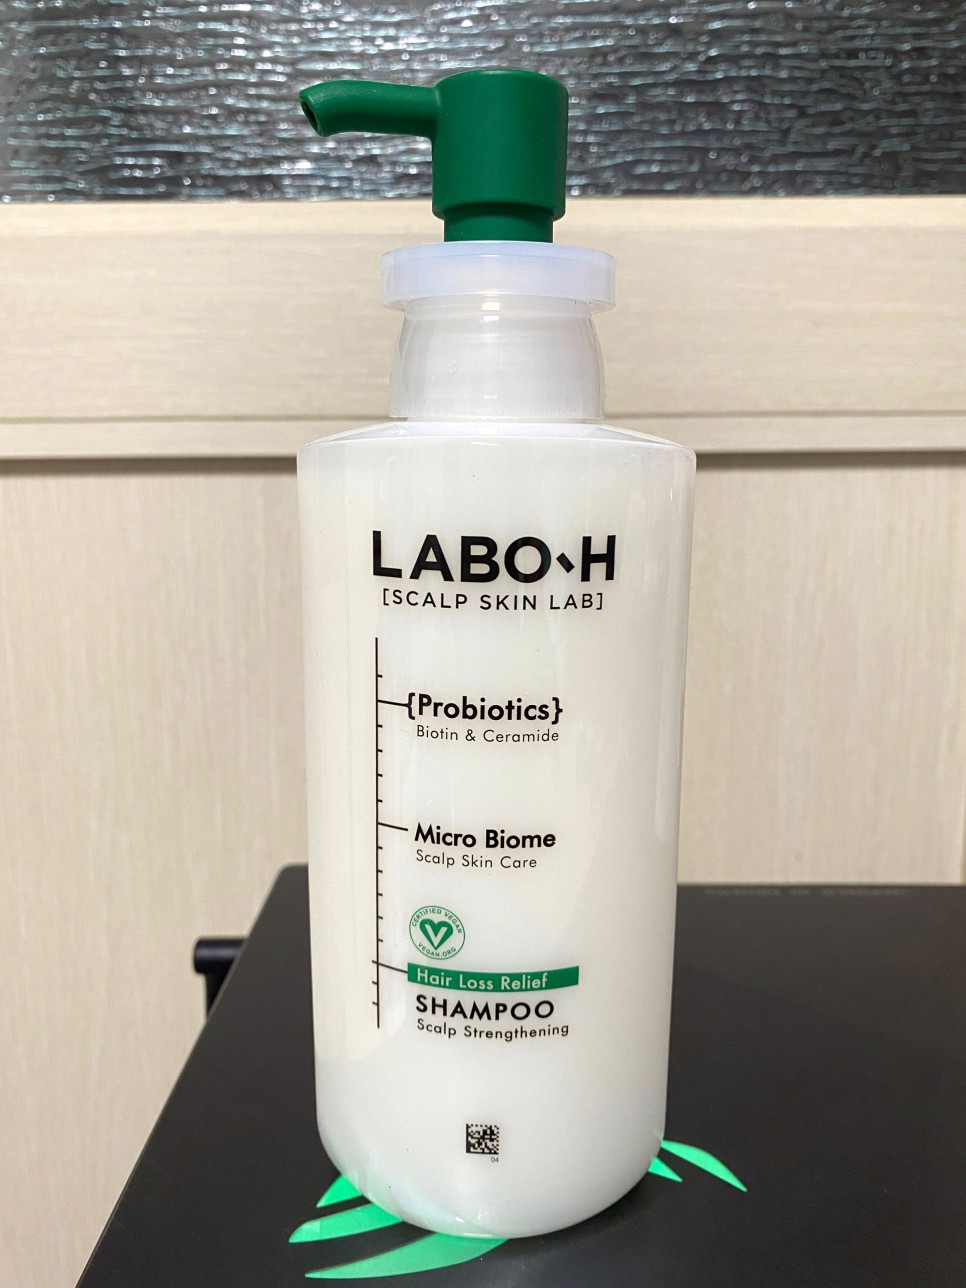 LABO-H
[SCALP SKIN LAB]
{Probiotics}
Biotin & Ceramide
Micro Biome
Scalp Skin Care
CERTIFIED VEGAN
VEGAN.ORG
Hair Loss Relief
SHAMPOO
Scalp Strengthening
04